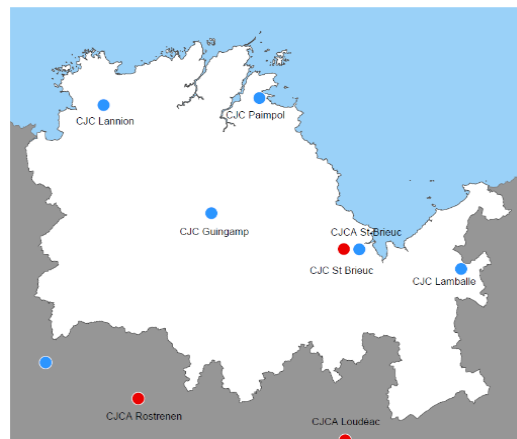 CJC Lannion
CJC Paimpol
CJC Guingamp
CJCA St-Brieuc
CJC St Brieuc
CJC Lamballe
CJCA Rostrenen
CJCA Loudéac